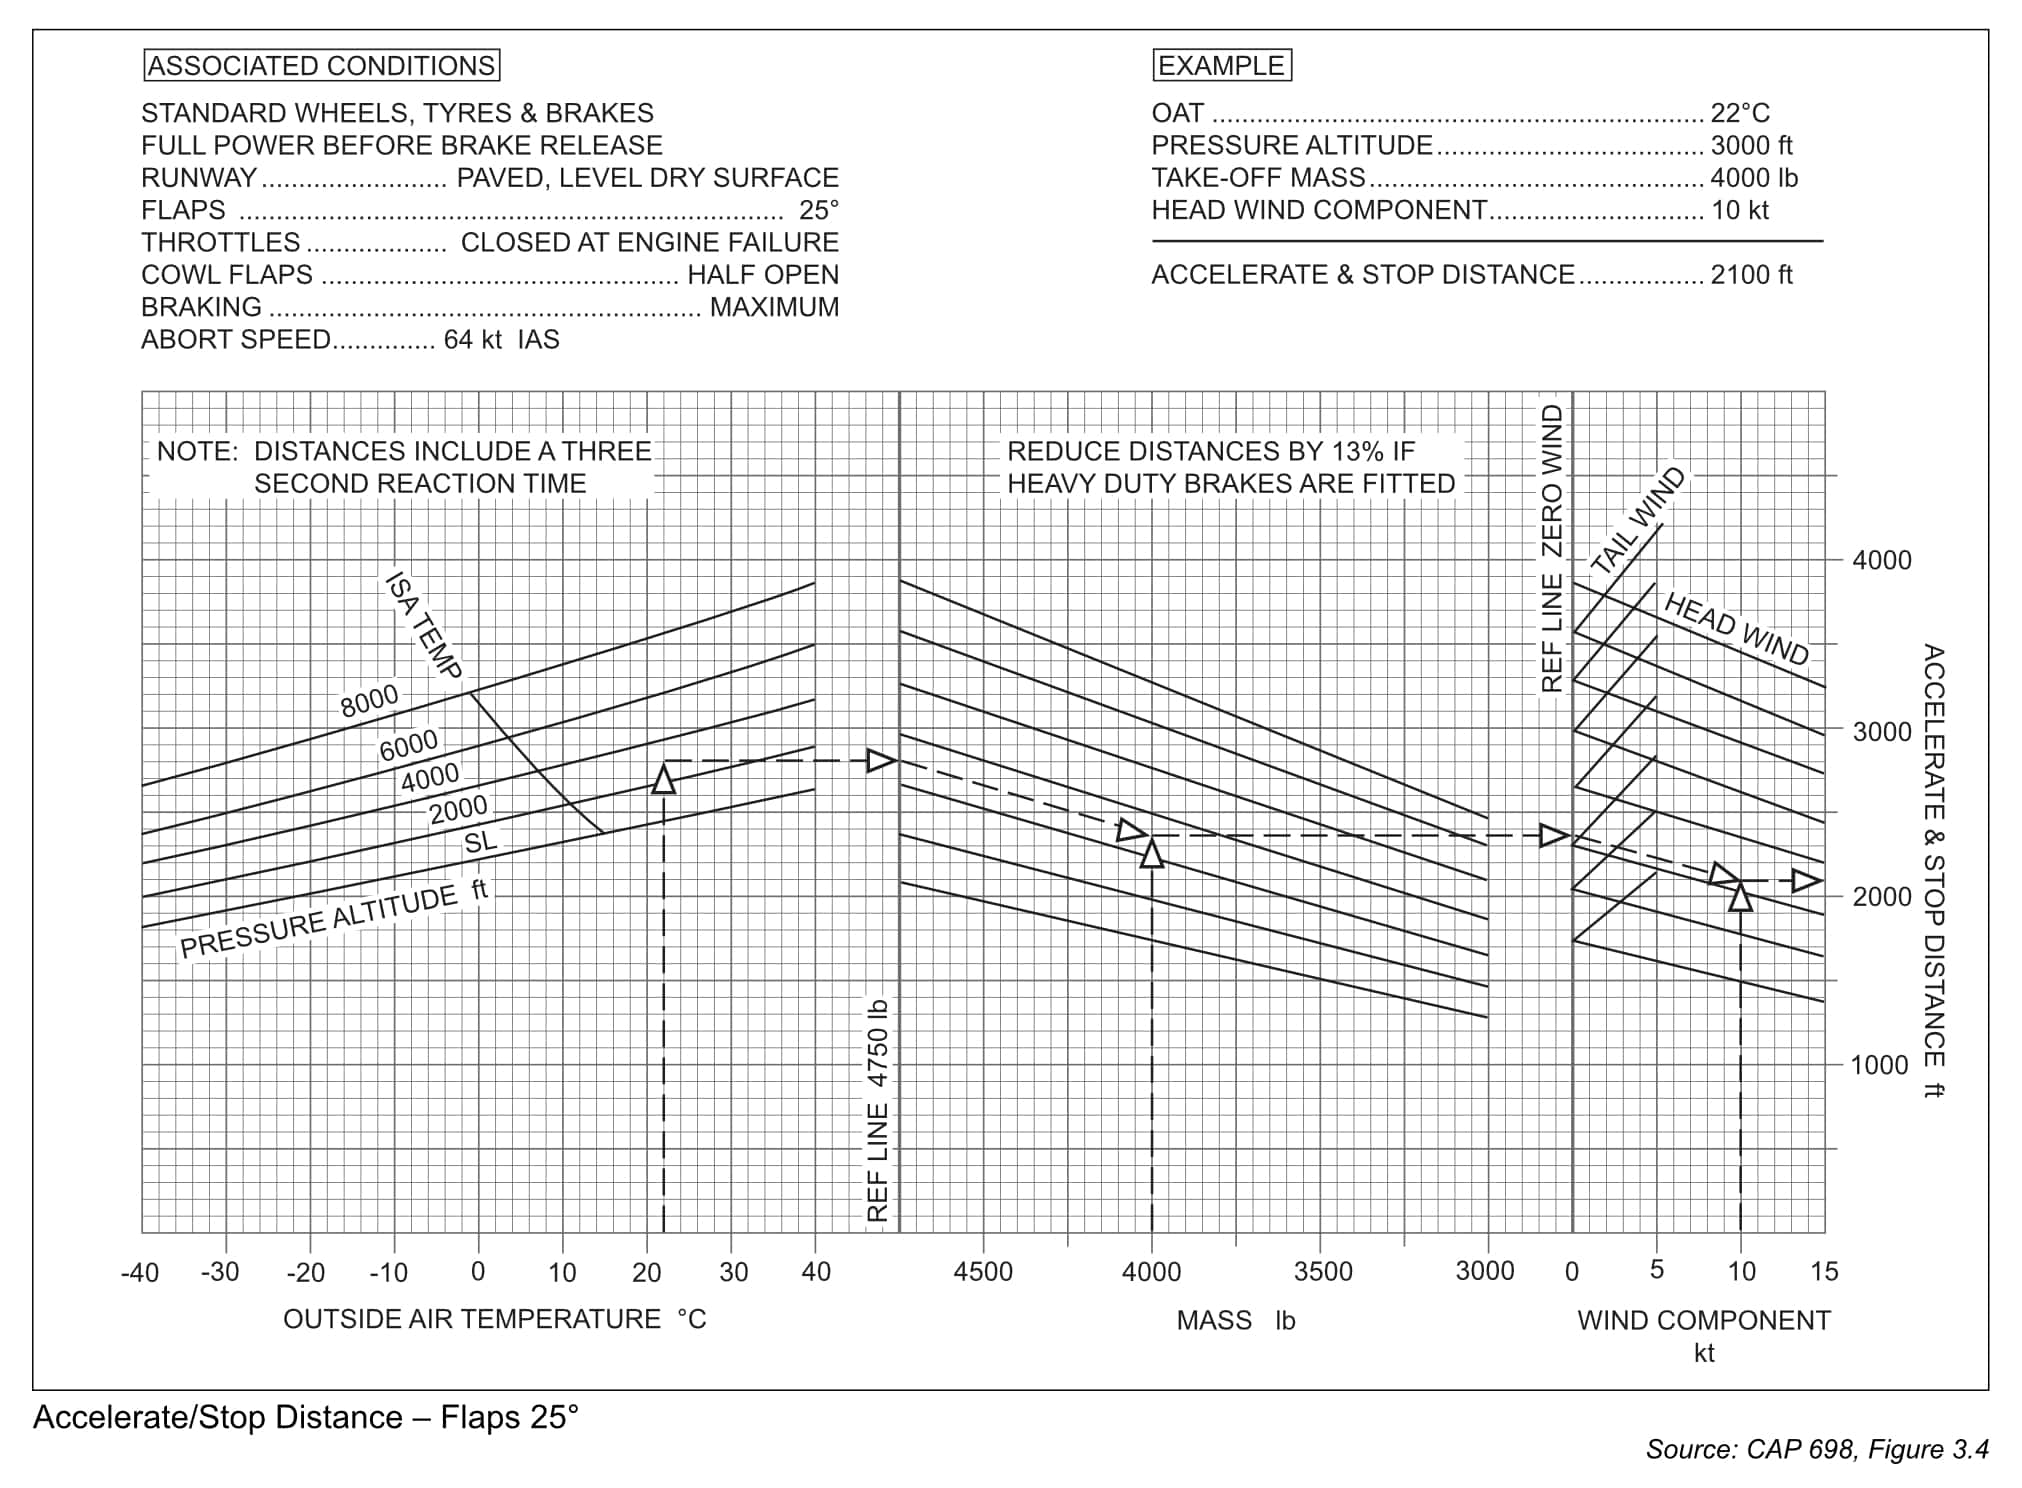 ASSOCIATED CONDITIONS
STANDARD WHEELS, TYRES & BRAKES
FULL POWER BEFORE BRAKE RELEASE
RUNWAY......................... PAVED, LEVEL DRY SURFACE
FLAPS ......................................................................... 25°
THROTTLES................... CLOSED AT ENGINE FAILURE
COWL FLAPS ................................................ HALF OPEN
BRAKING .......................................................... MAXIMUM
ABORT SPEED.............. 64 kt IAS
EXAMPLE
OAT .................................................................. 22°C
PRESSURE ALTITUDE.................................... 3000 ft
TAKE-OFF MASS............................................. 4000 lb
HEAD WIND COMPONENT............................. 10 kt
ACCELERATE & STOP DISTANCE................. 2100 ft
NOTE: DISTANCES INCLUDE A THREE
SECOND REACTION TIME
REDUCE DISTANCES BY 13% IF
HEAVY DUTY BRAKES ARE FITTED
ISA TEMP
8000
6000
4000
2000
SL
PRESSURE ALTITUDE ft
REF LINE 4750 lb
REF LINE ZERO WIND
TAIL WIND
HEAD WIND
4000
3000
2000
1000
ACCELERATE & STOP DISTANCE ft
-40 -30 -20 -10 0 10 20 30 40 4500 4000 3500 3000 0 5 10 15
OUTSIDE AIR TEMPERATURE °C
MASS lb
WIND COMPONENT
kt
Accelerate/Stop Distance – Flaps 25°
Source: CAP 698, Figure 3.4